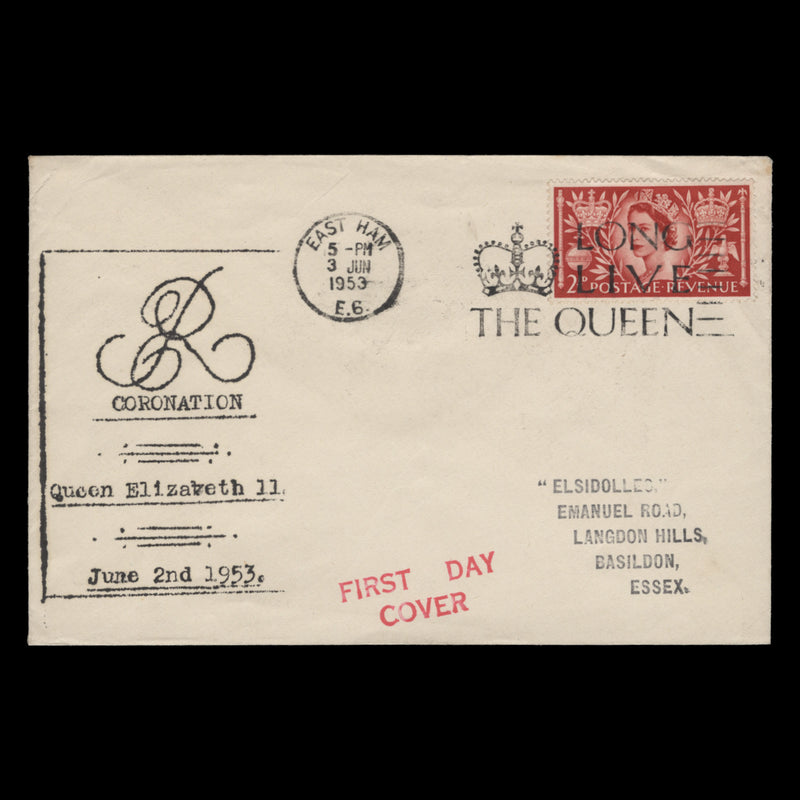 EAST HAM
5 - PM
3 JUN
1953
E.6.
LONG
LIVE
THE QUEEN
POSTAGE·REVENUE
ER
CORONATION
Queen Elizabeth 11.
June 2nd 1953.
FIRST DAY
COVER
"ELSIDOLLES,"
EMANUEL ROAD,
LANGDON HILLS,
BASILDON,
ESSEX.